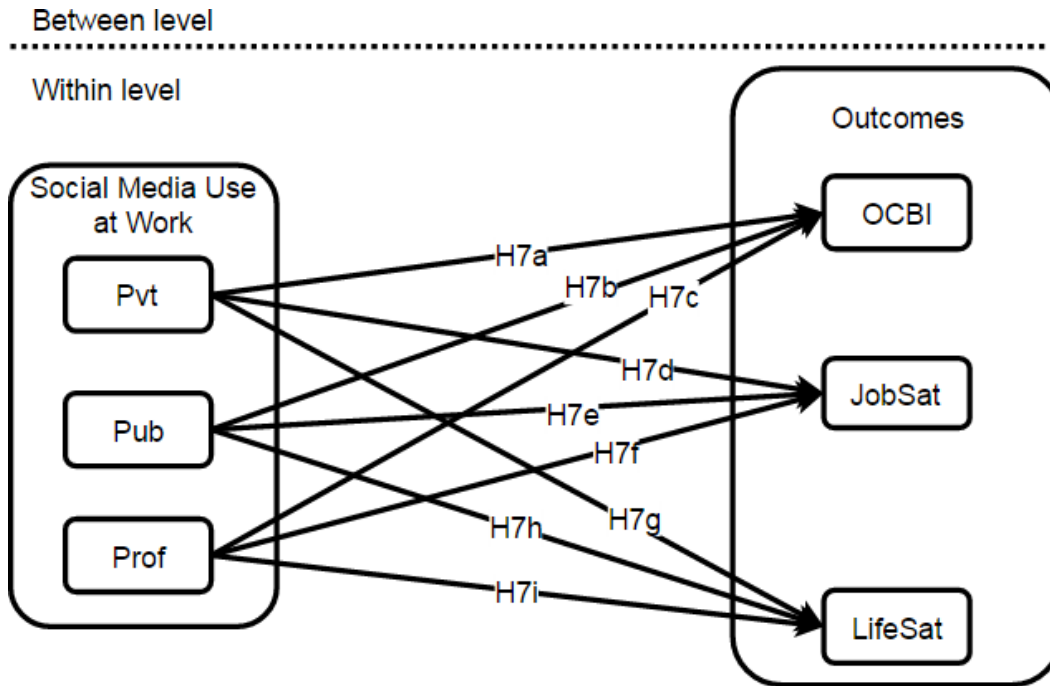 Between level
Within level
Outcomes
Social Media Use
at Work
OCBI
H7a
Pvt
H7b
H7c
H7d
JobSat
Pub
H7e
H7f
H7g
H7h
Prof
H7i
LifeSat